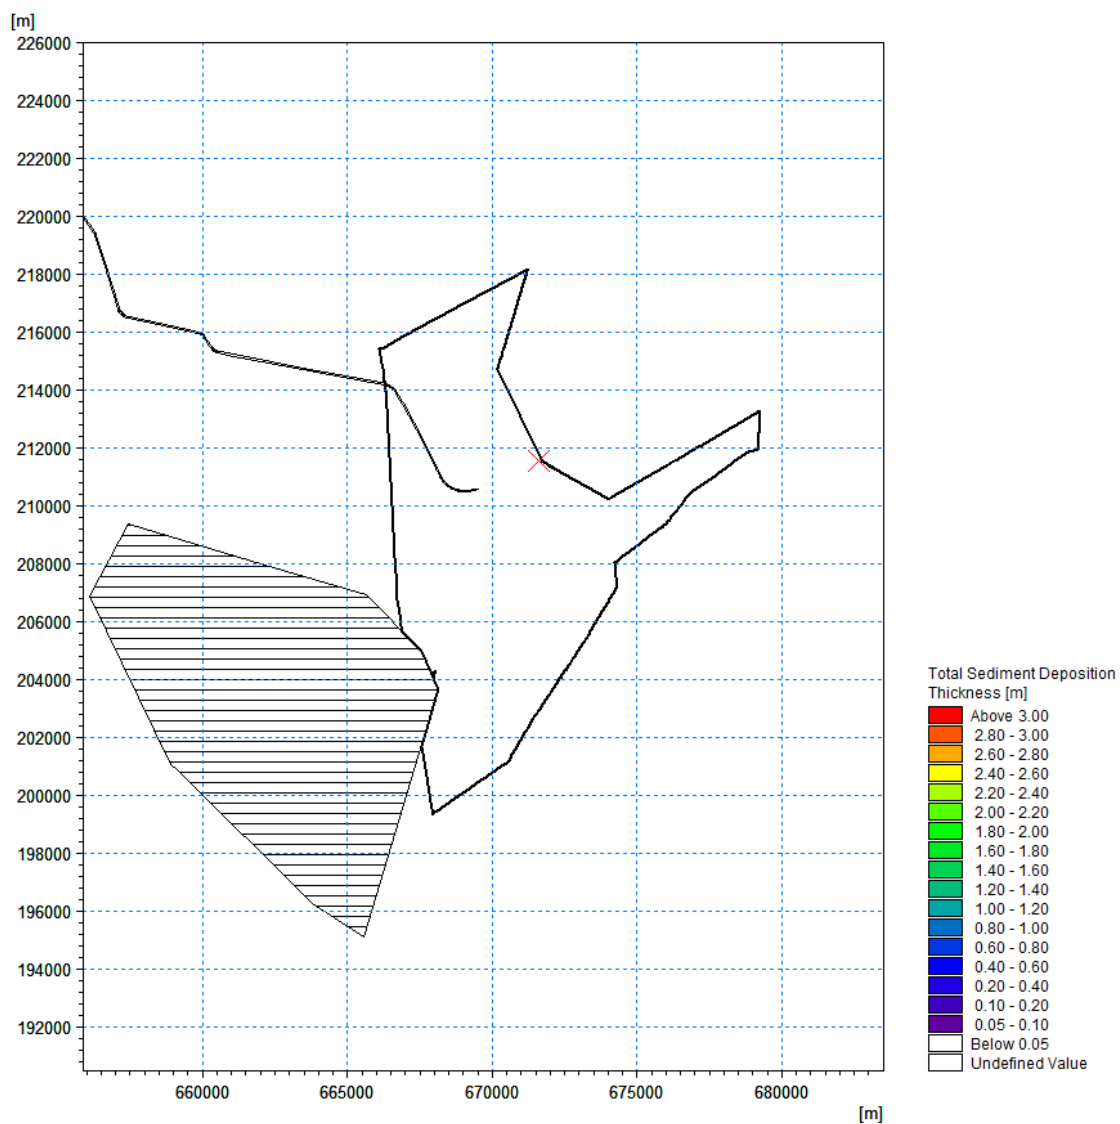 [m]
226000
224000
222000
220000
218000
216000
214000
212000
210000
208000
206000
204000
202000
200000
198000
196000
194000
192000
660000 665000 670000 675000 680000
[m]
Total Sediment Deposition
Thickness [m]
Above 3.00
2.80 - 3.00
2.60 - 2.80
2.40 - 2.60
2.20 - 2.40
2.00 - 2.20
1.80 - 2.00
1.60 - 1.80
1.40 - 1.60
1.20 - 1.40
1.00 - 1.20
0.80 - 1.00
0.60 - 0.80
0.40 - 0.60
0.20 - 0.40
0.10 - 0.20
0.05 - 0.10
Below 0.05
Undefined Value